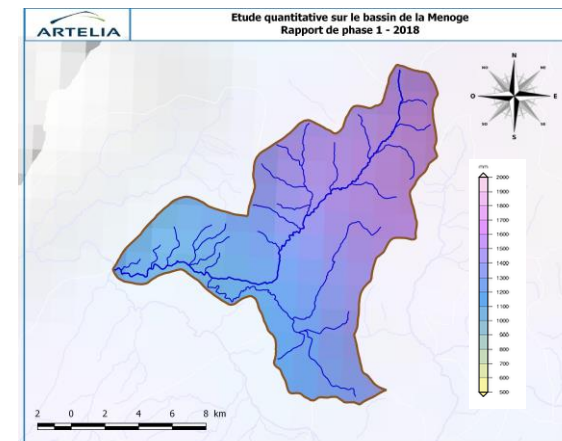 ARTELIA
Etude quantitative sur le bassin de la Menoge
Rapport de phase 1 - 2018
N
O
E
S
mm
2000
1900
1800
1700
1600
1500
1400
1300
1200
1100
1000
900
800
700
600
500
2 0 2 4 6 8 km